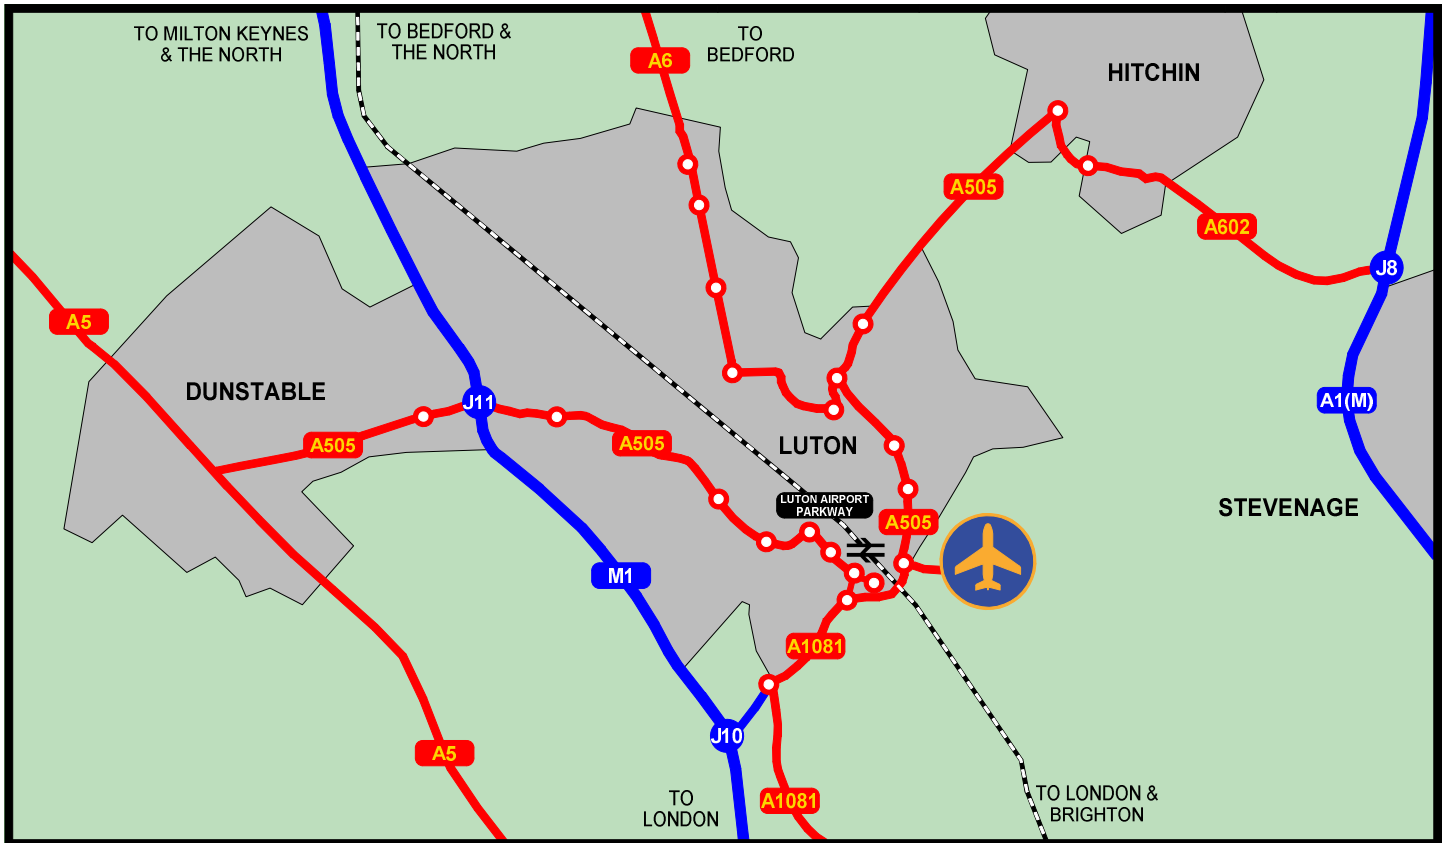 TO MILTON KEYNES
& THE NORTH
TO BEDFORD &
THE NORTH
TO
BEDFORD
A6
HITCHIN
A505
A602
J8
A5
DUNSTABLE
J11
A505
A505
LUTON
A1(M)
LUTON AIRPORT
PARKWAY
A505
STEVENAGE
M1
A1081
J10
A5
TO
LONDON
A1081
TO LONDON &
BRIGHTON